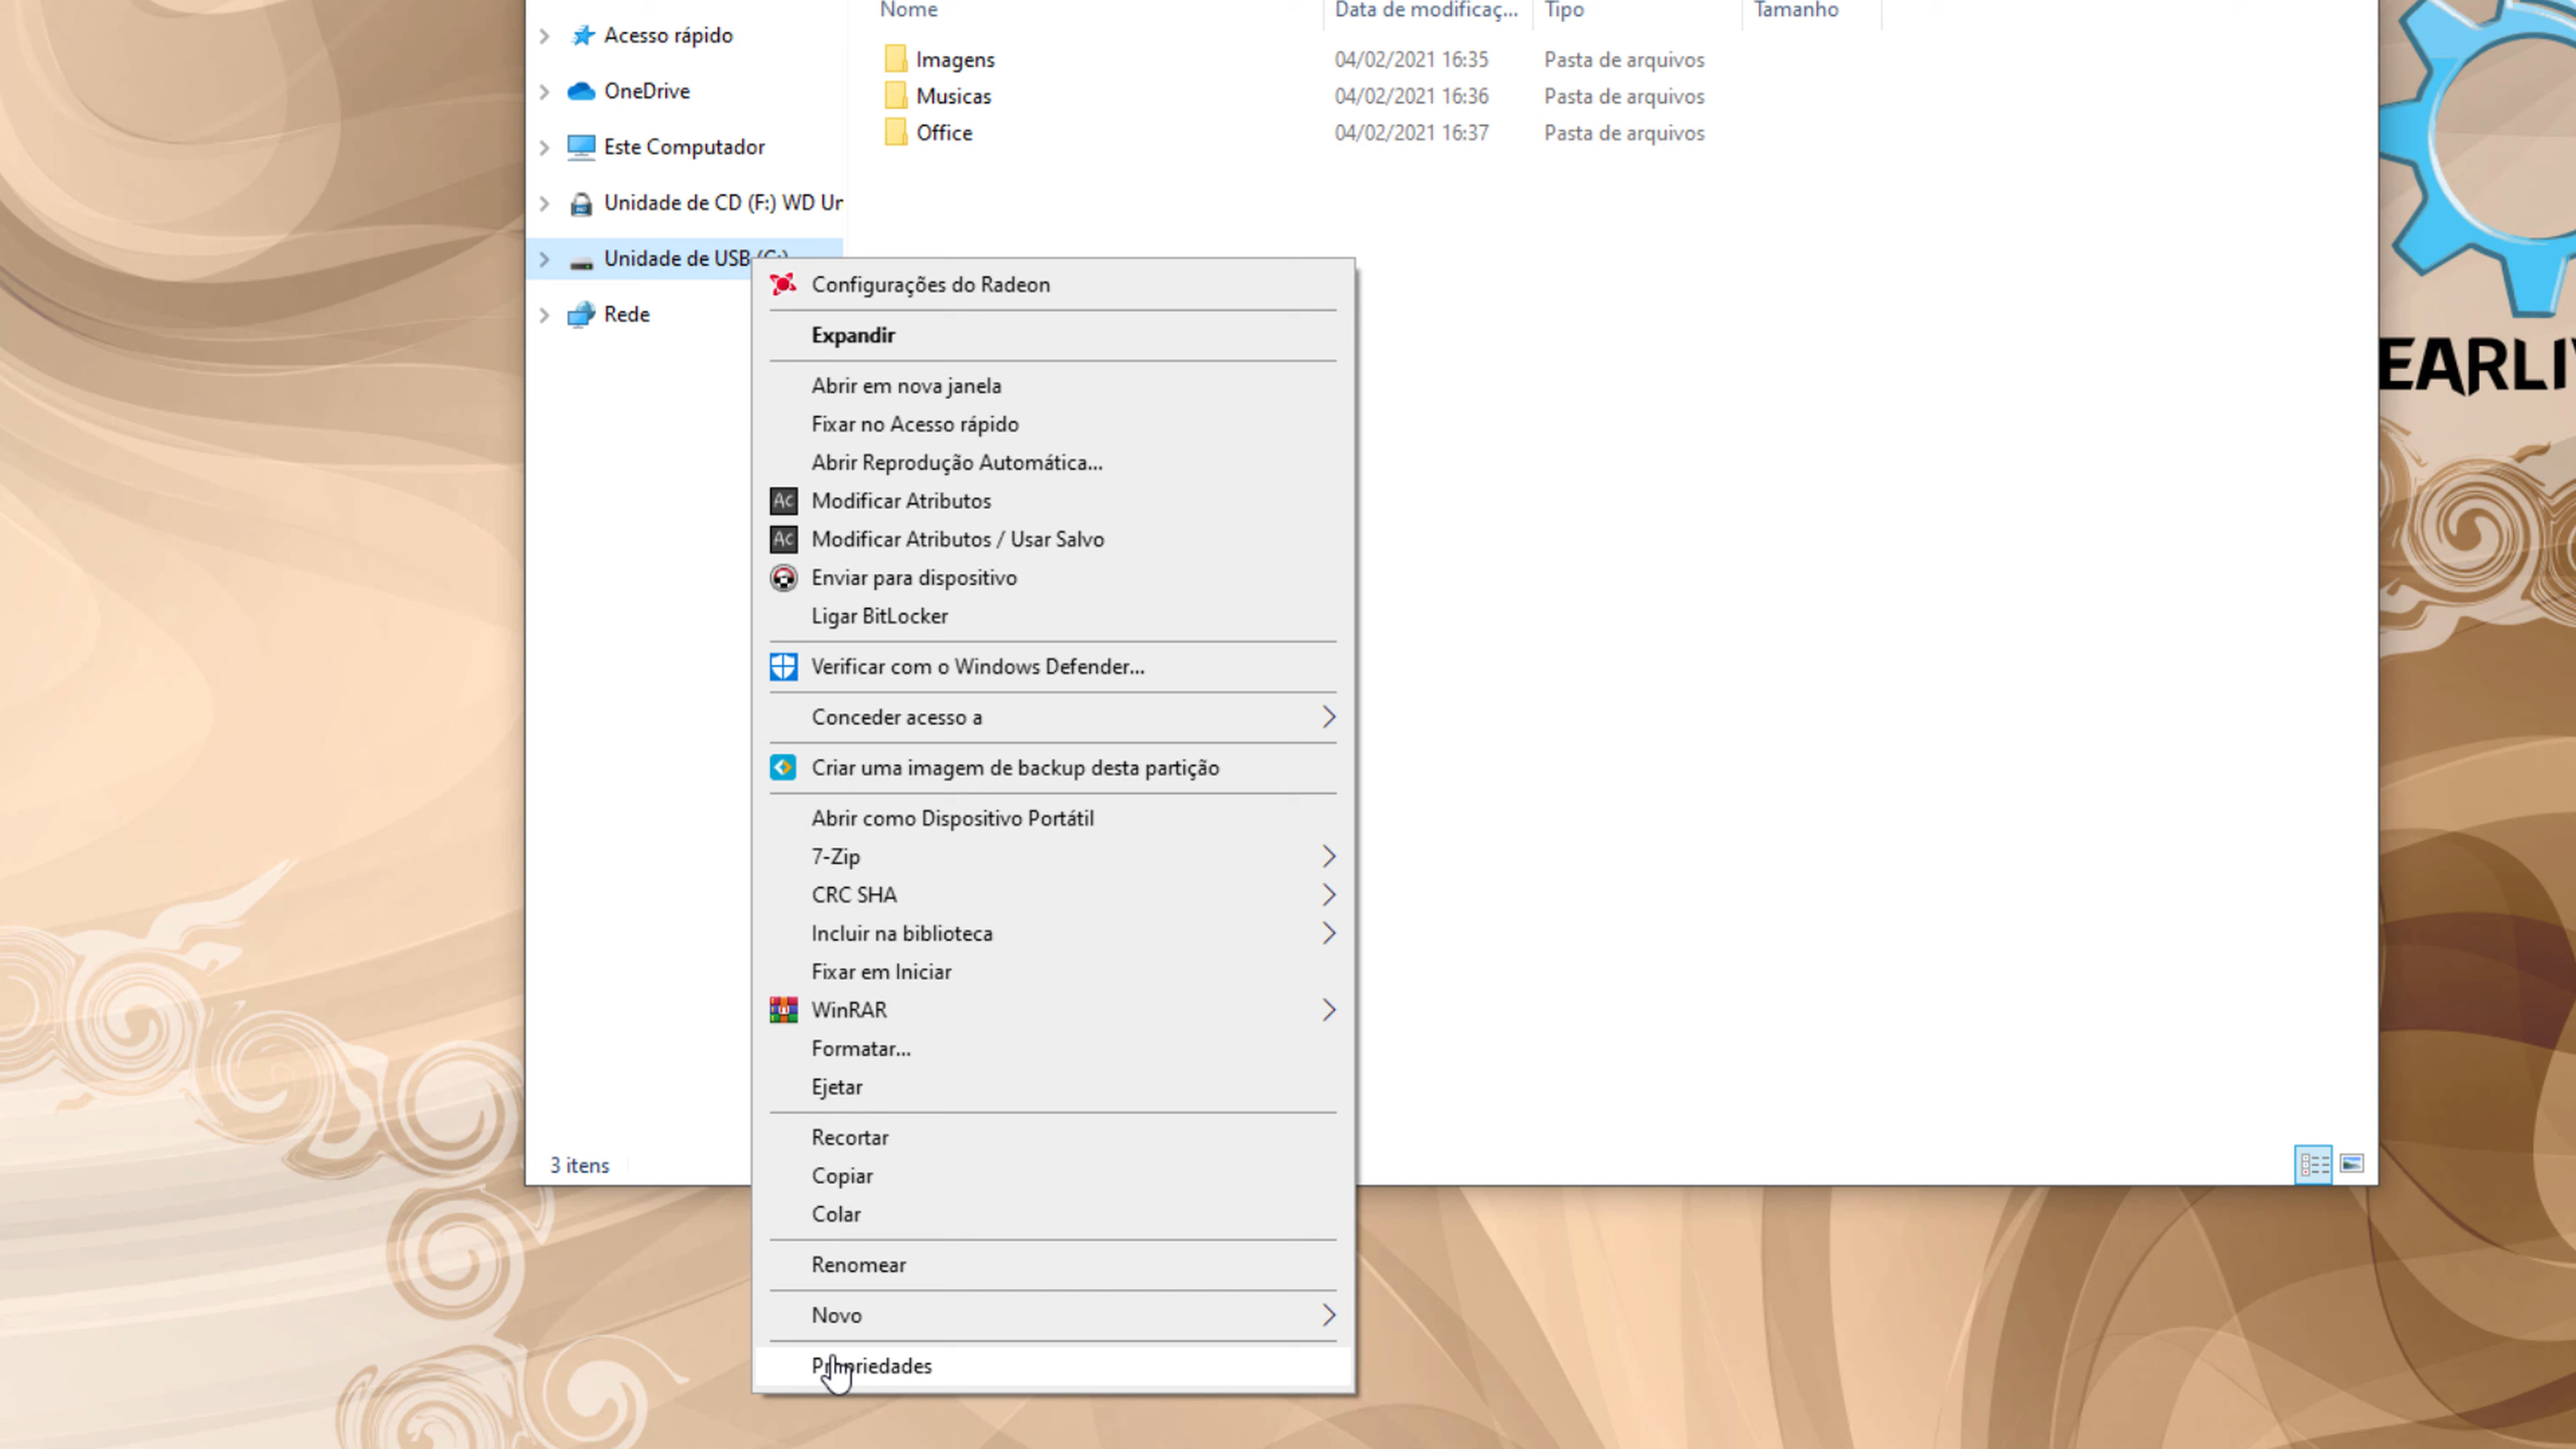 Nome Data de modificaç... Tipo Tamanho
Acesso rápido
Imagens 04/02/2021 16:35 Pasta de arquivos
OneDrive
Musicas 04/02/2021 16:36 Pasta de arquivos
Office 04/02/2021 16:37 Pasta de arquivos
Este Computador
Unidade de CD (F:) WD Un
Unidade de USB (G:)
Rede
Configurações do Radeon
Expandir
EARLI
Abrir em nova janela
Fixar no Acesso rápido
Abrir Reprodução Automática...
AC Modificar Atributos
AC Modificar Atributos / Usar Salvo
Enviar para dispositivo
Ligar BitLocker
Verificar com o Windows Defender...
Conceder acesso a
Criar uma imagem de backup desta partição
Abrir como Dispositivo Portátil
7-Zip
CRC SHA
Incluir na biblioteca
Fixar em Iniciar
WinRAR
Formatar...
Ejetar
Recortar
3 itens
Copiar
Colar
Renomear
Novo
Propriedades